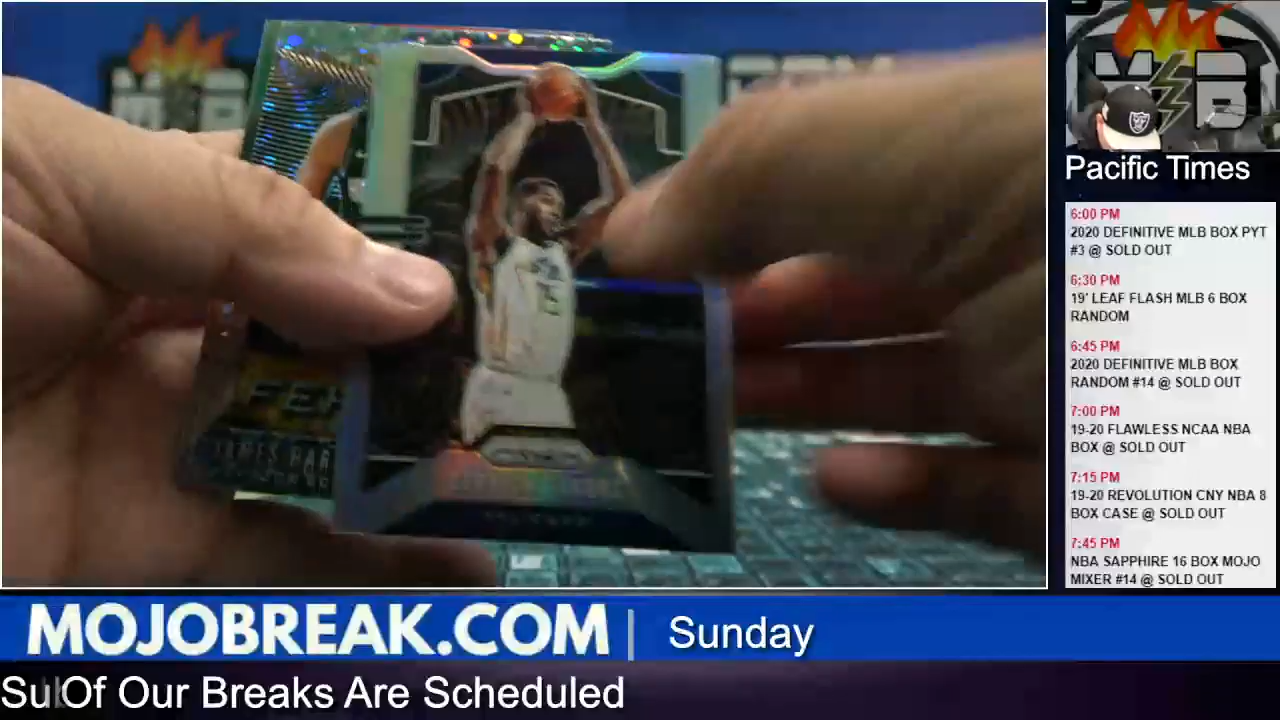 Pacific Times
6:00 PM
2020 DEFINITIVE MLB BOX PYT
#3 @ SOLD OUT
6:30 PM
19' LEAF FLASH MLB 6 BOX
RANDOM
6:45 PM
2020 DEFINITIVE MLB BOX
RANDOM #14 @ SOLD OUT
7:00 PM
19-20 FLAWLESS NCAA NBA
BOX @ SOLD OUT
7:15 PM
19-20 REVOLUTION CNY NBA 8
BOX CASE @ SOLD OUT
7:45 PM
NBA SAPPHIRE 16 BOX MOJO
MIXER #14 @ SOLD OUT
JAMES HAR
MOJOBREAK.COM | Sunday
Of Our Breaks Are Scheduled